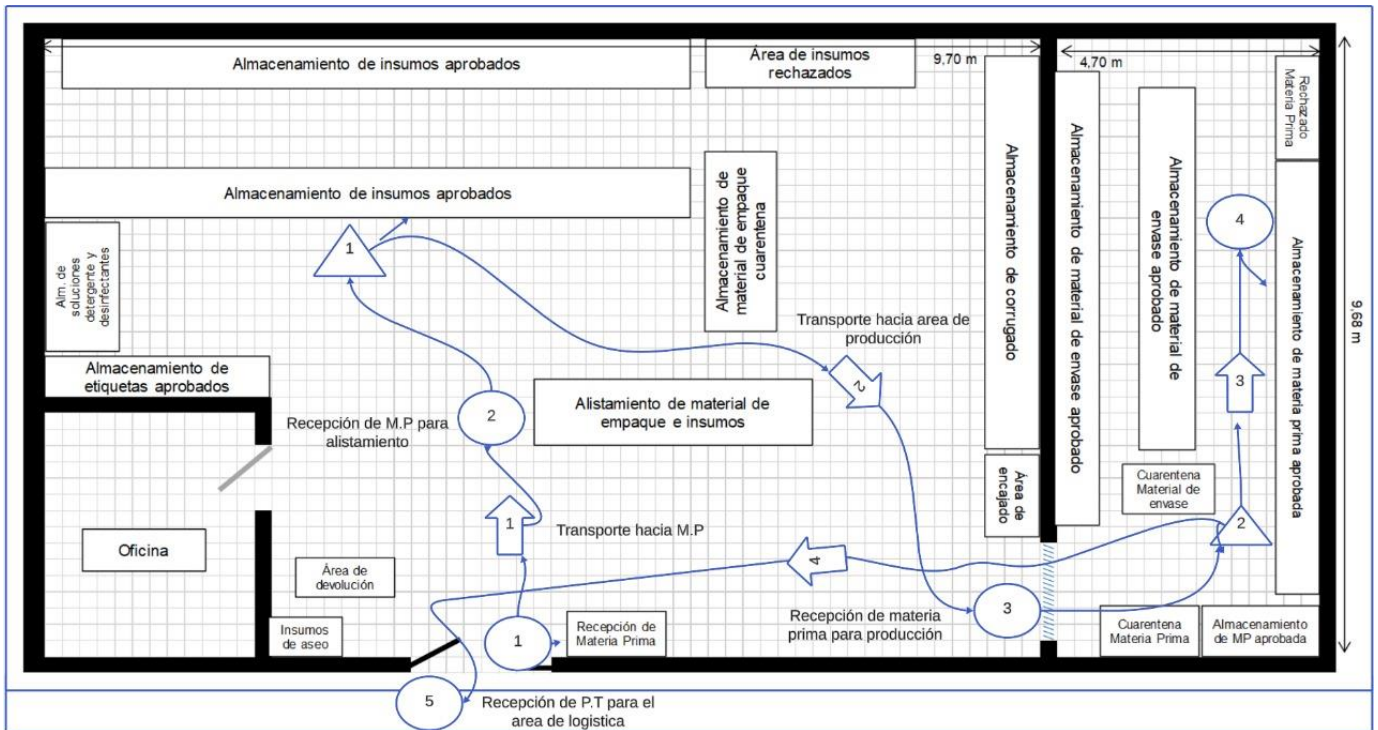 Almacenamiento de insumos aprobados
Área de insumos
rechazados
9,70 m
4,70 m
Rechazado
Materia Prima
Almacenamiento de insumos aprobados
Almacenamiento de
material de empaque
cuarentena
Almacenamiento de corrugado
Almacenamiento de material de envase aprobado
Almacenamiento de material de
envase aprobado
Almacenamiento de materia prima aprobada
9,68 m
Alm. de
soluciones
detergente y
desinfectantes
1
4
Transporte hacia area de
producción
2
3
Almacenamiento de
etiquetas aprobados
Recepción de M.P para
alistamiento
2
Alistamiento de material de
empaque e insumos
Área de
encajado
Cuarentena
Material de
envase
2
1
Transporte hacia M.P
Oficina
Área de
devolución
4
Insumos
de aseo
1
Recepción de
Materia Prima
Recepción de materia
prima para producción
3
Cuarentena
Materia Prima
Almacenamiento
de MP aprobada
5
Recepción de P.T para el
area de logistica